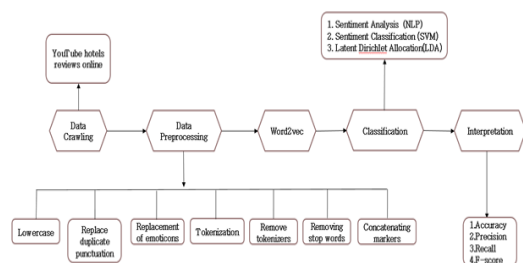 1. Sentiment Analysis (NLP)
2. Sentiment Classification (SVM)
3. Latent Dirichlet Allocation(LDA)
YouTube hotels
reviews online
Data
Crawling
Data
Preprocessing
Word2vec
Classification
Interpretation
Lowercase
Replace
duplicate
punctuation
Replacement
of emoticons
Tokenization
Remove
tokenizers
Removing
stop words
Concatenating
markers
1.Accuracy
2.Precision
3.Recall
4.F-score